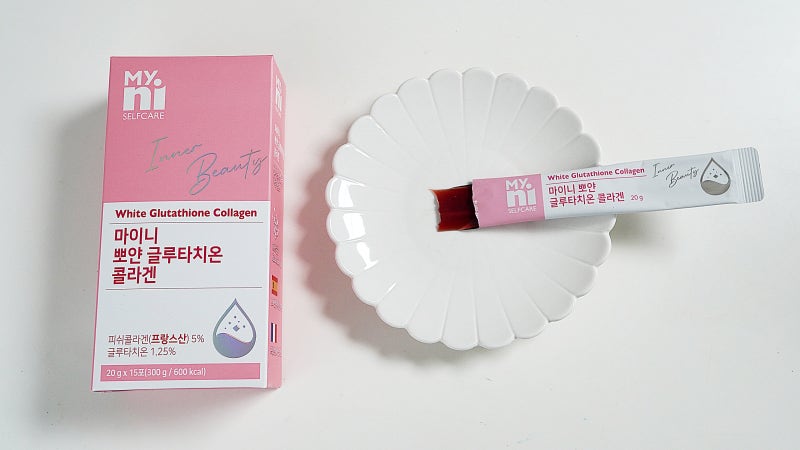 MY.
ni
SELFCARE
Inner
Beauty
White Glutathione Collagen
마이니
뽀얀 글루타치온
콜라겐
피쉬콜라겐(프랑스산) 5%
글루타치온 1.25%
20 g x 15포(300 g / 600 kcal)
MY.
ni
SELFCARE
White Glutathione Collagen
마이니 뽀얀
글루타치온 콜라겐 20 g
Inner
Beauty